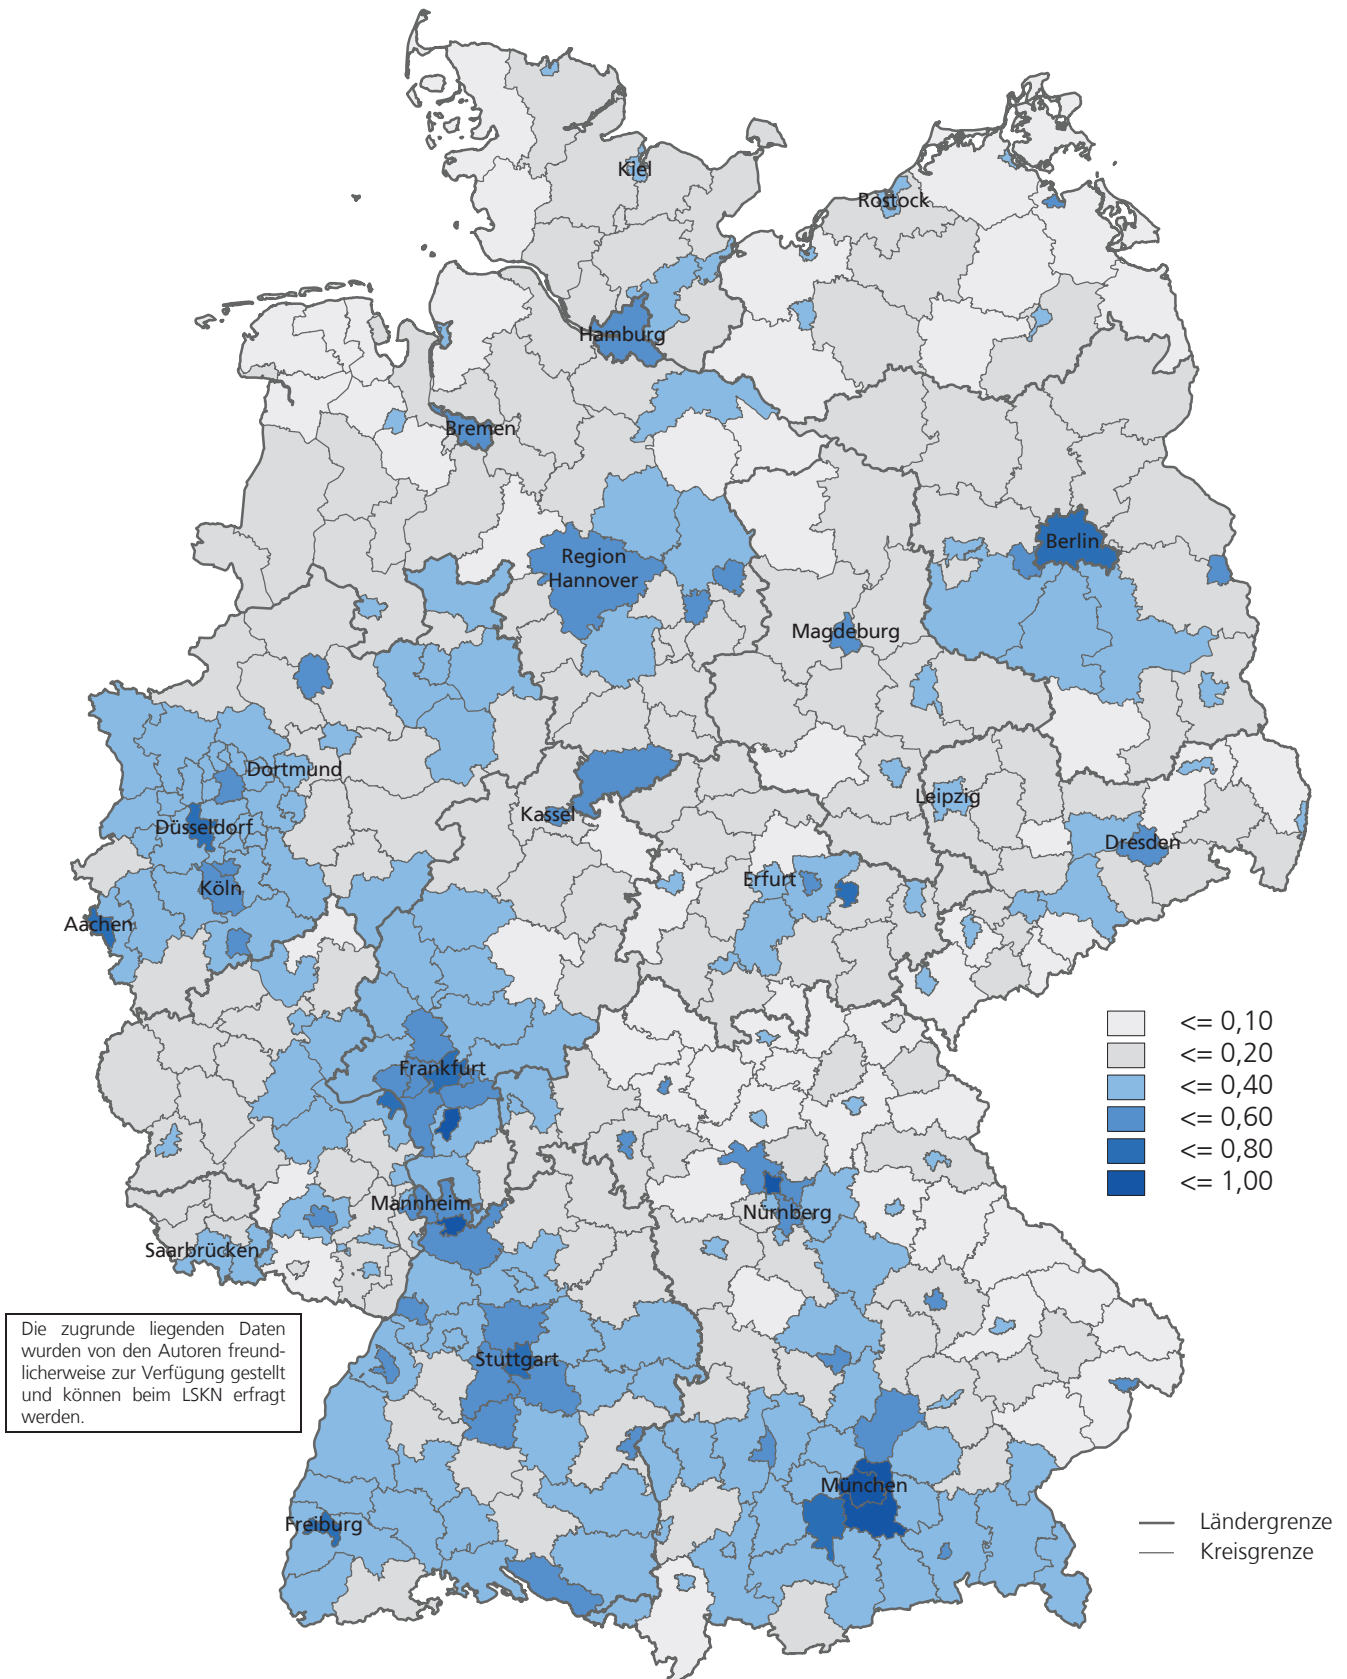 Kiel
Rostock
Hamburg
Bremen
Berlin
Region
Hannover
Magdeburg
Dortmund
Leipzig
Kassel
Düsseldorf
Dresden
Erfurt
Köln
Aachen
<= 0,10
<= 0,20
Frankfurt
<= 0,40
<= 0,60
<= 0,80
<= 1,00
Mannheim
Nürnberg
Saarbrücken
Die zugrunde liegenden Daten
wurden von den Autoren freund-
licherweise zur Verfügung gestellt
und können beim LSKN erfragt
werden.
Stuttgart
München
Freiburg
Ländergrenze
Kreisgrenze